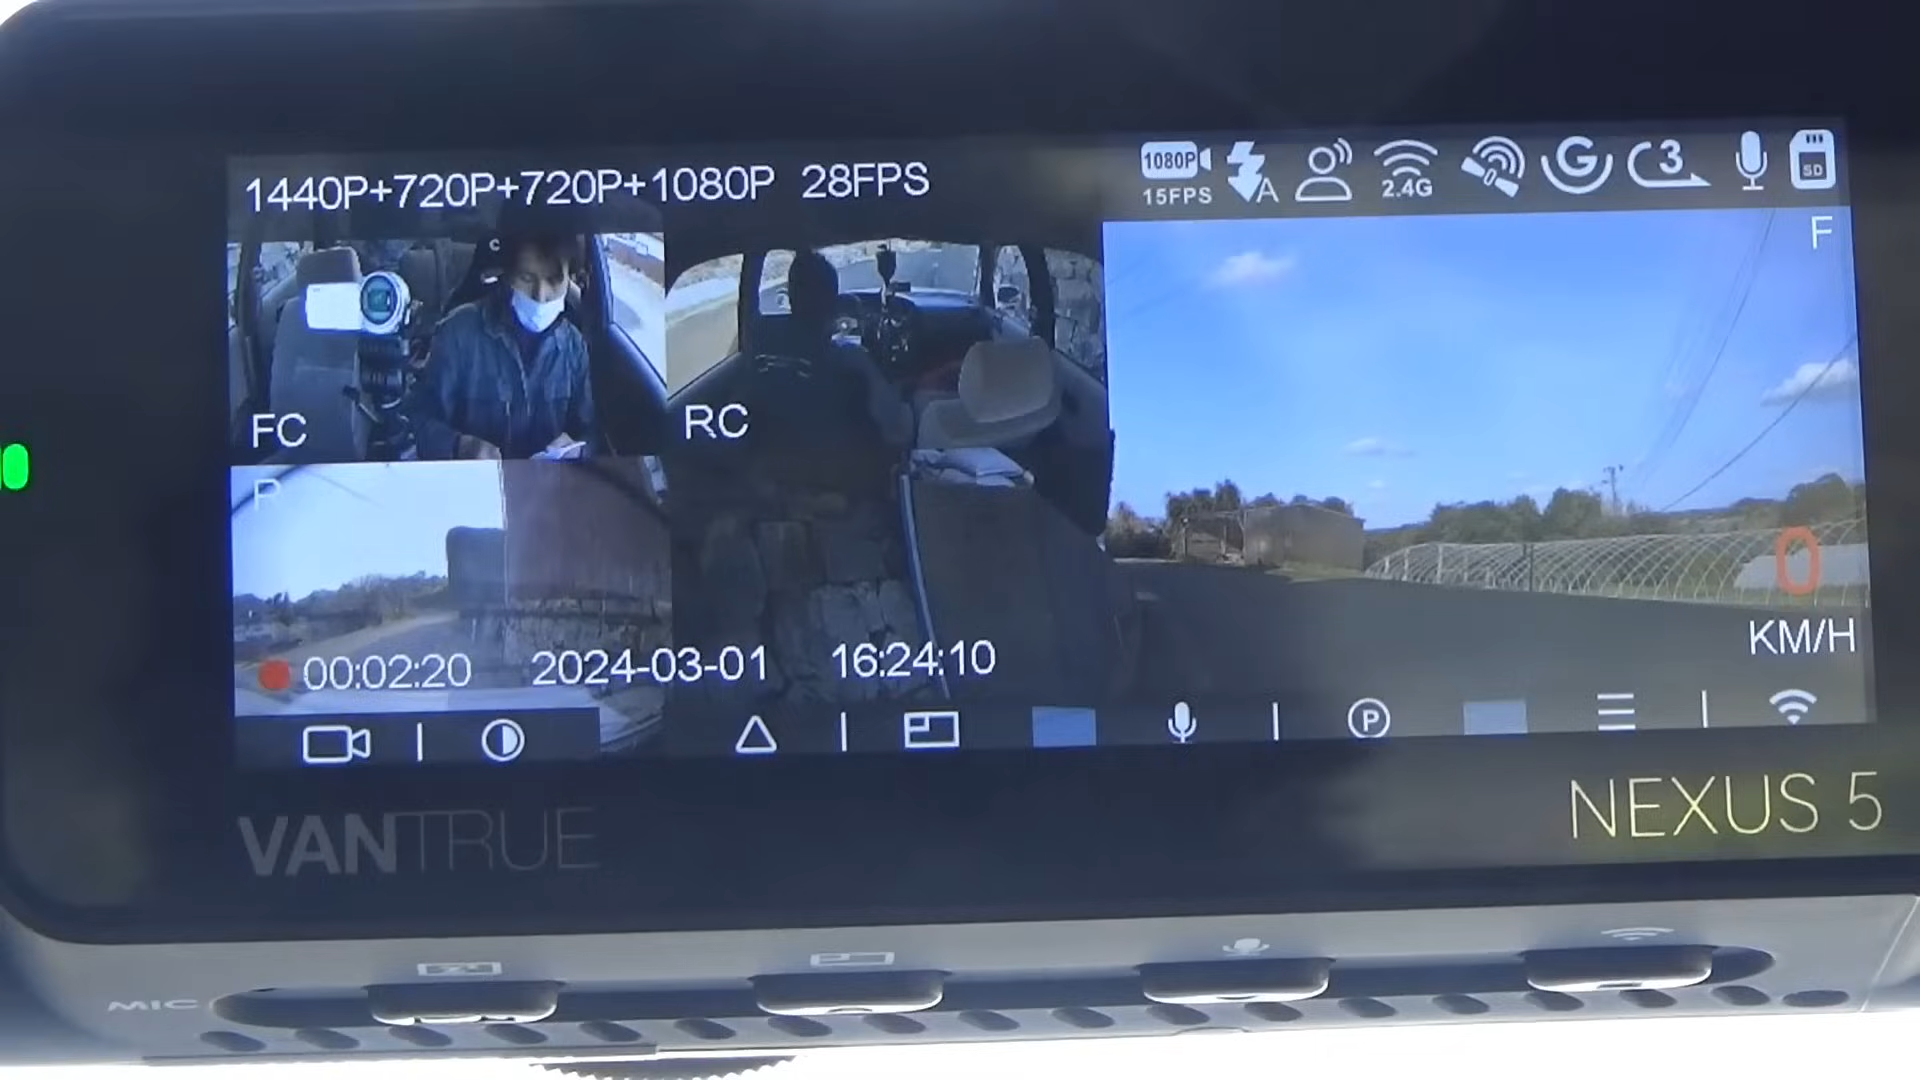 1440P+720P+720P+1080P 28FPS
1080P
15FPS
A
2.4G
G
3
SD
F
FC
RC
R
0
KM/H
00:02:20 2024-03-01 16:24:10
P
VANTRUE
NEXUS 5
MIC